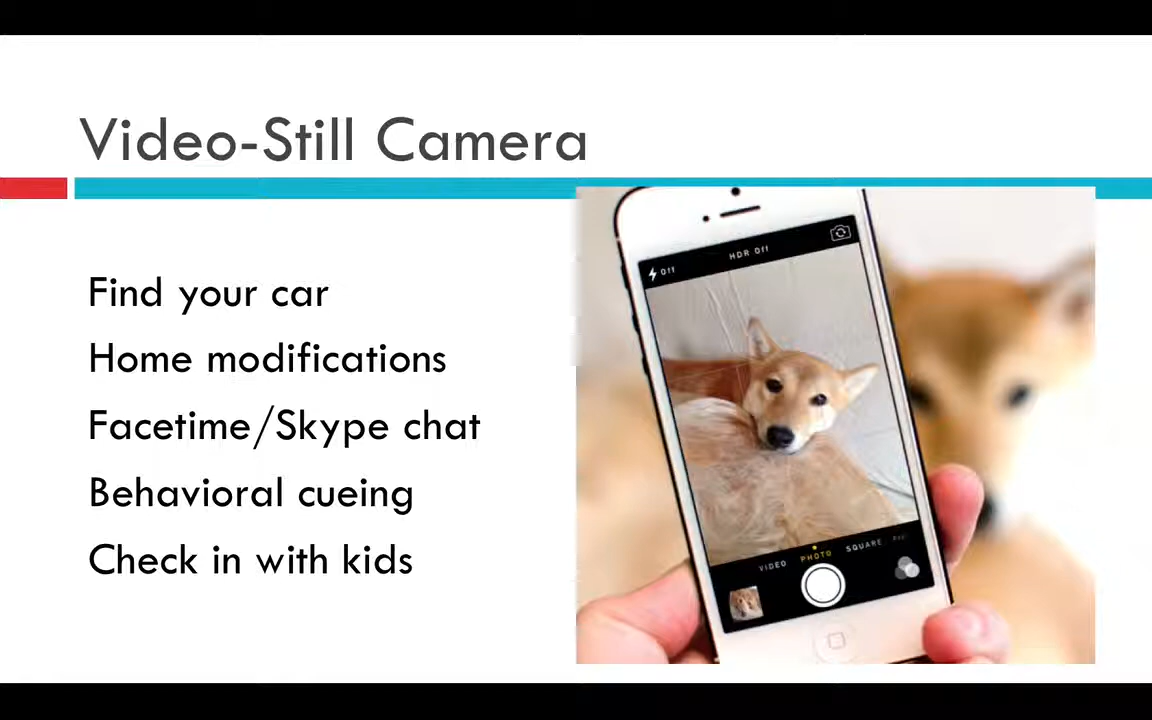 Video-Still Camera
Find your car
Home modifications
Facetime/Skype chat
Behavioral cueing
Check in with kids
Off
HDR Off
VIDEO PHOTO SQUARE